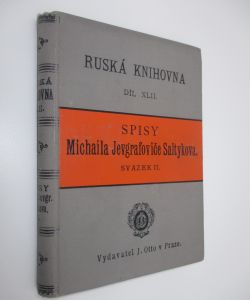 RUSKÁ KNIHOVNA
DÍL XLII.
SPISY
Michaila Jevgrafoviče Saltykova.
SVAZEK II.
Vydavatel J. Otto v Praze.